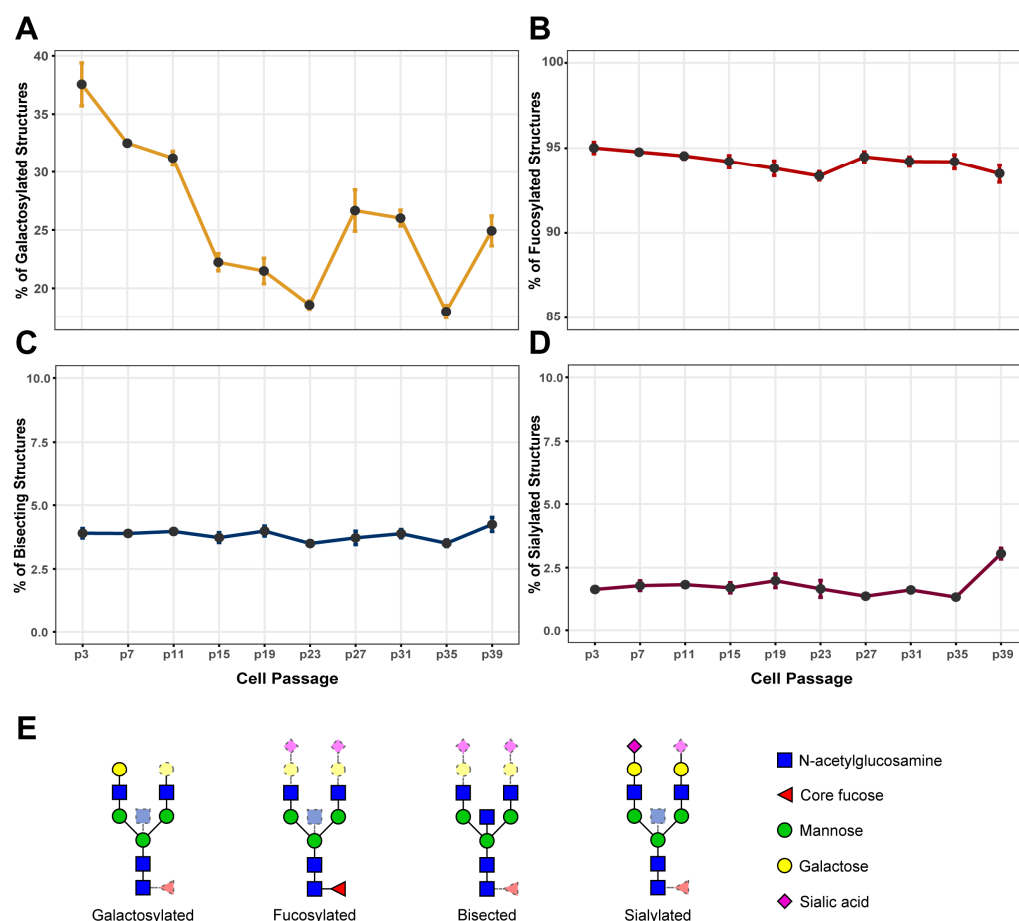 A
B
% of Galactosylated Structures
40
35
30
25
20
% of Fucosylated Structures
100
95
90
85
C
D
% of Bisecting Structures
10.0
7.5
5.0
2.5
0.0
p3 p7 p11 p15 p19 p23 p27 p31 p35 p39
Cell Passage
% of Sialylated Structures
10.0
7.5
5.0
2.5
0.0
p3 p7 p11 p15 p19 p23 p27 p31 p35 p39
Cell Passage
E
Galactosylated
Fucosylated
Bisected
Sialylated
N-acetylglucosamine
Core fucose
Mannose
Galactose
Sialic acid